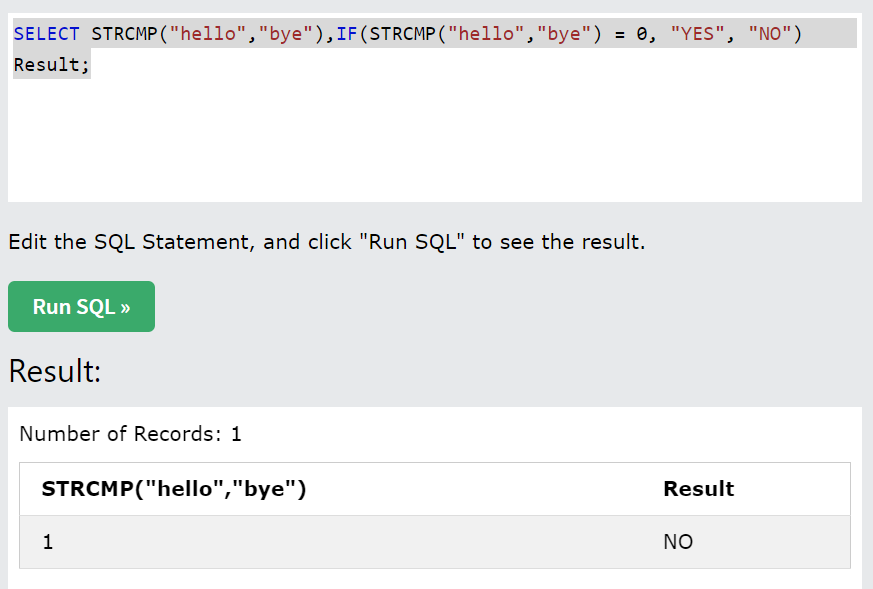 SELECT STRCMP("hello","bye"),IF(STRCMP("hello","bye") = 0, "YES", "NO")
Result;
Edit the SQL Statement, and click "Run SQL" to see the result.
Run SQL »
Result:
Number of Records: 1
STRCMP("hello","bye") Result
1 NO